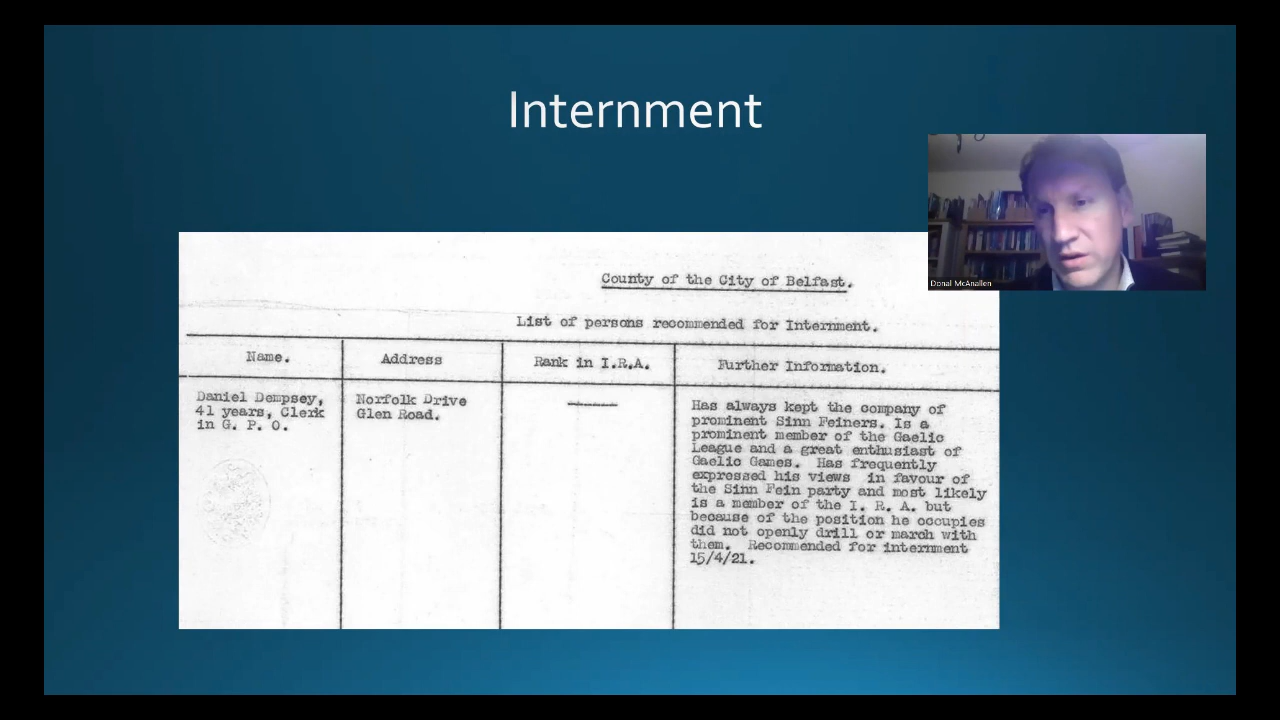 Internment
Donal McAnallen
County of the City of Belfast.
List of persons recommended for Internment.
Name.
Address
Rank in I.R.A.
Further Information.
Daniel Dempsey,
41 years, Clerk
in G. P. O.
Norfolk Drive
Glen Road.
Has always kept the company of
prominent Sinn Feiners. Is a
prominent member of the Gaelic
League and a great enthusiast of
Gaelic Games. Has frequently
expressed his views in favour of
the Sinn Fein party and most likely
is a member of the I. R. A. but
because of the position he occupies
did not openly drill or march with
them. Recommended for internment
15/4/21.